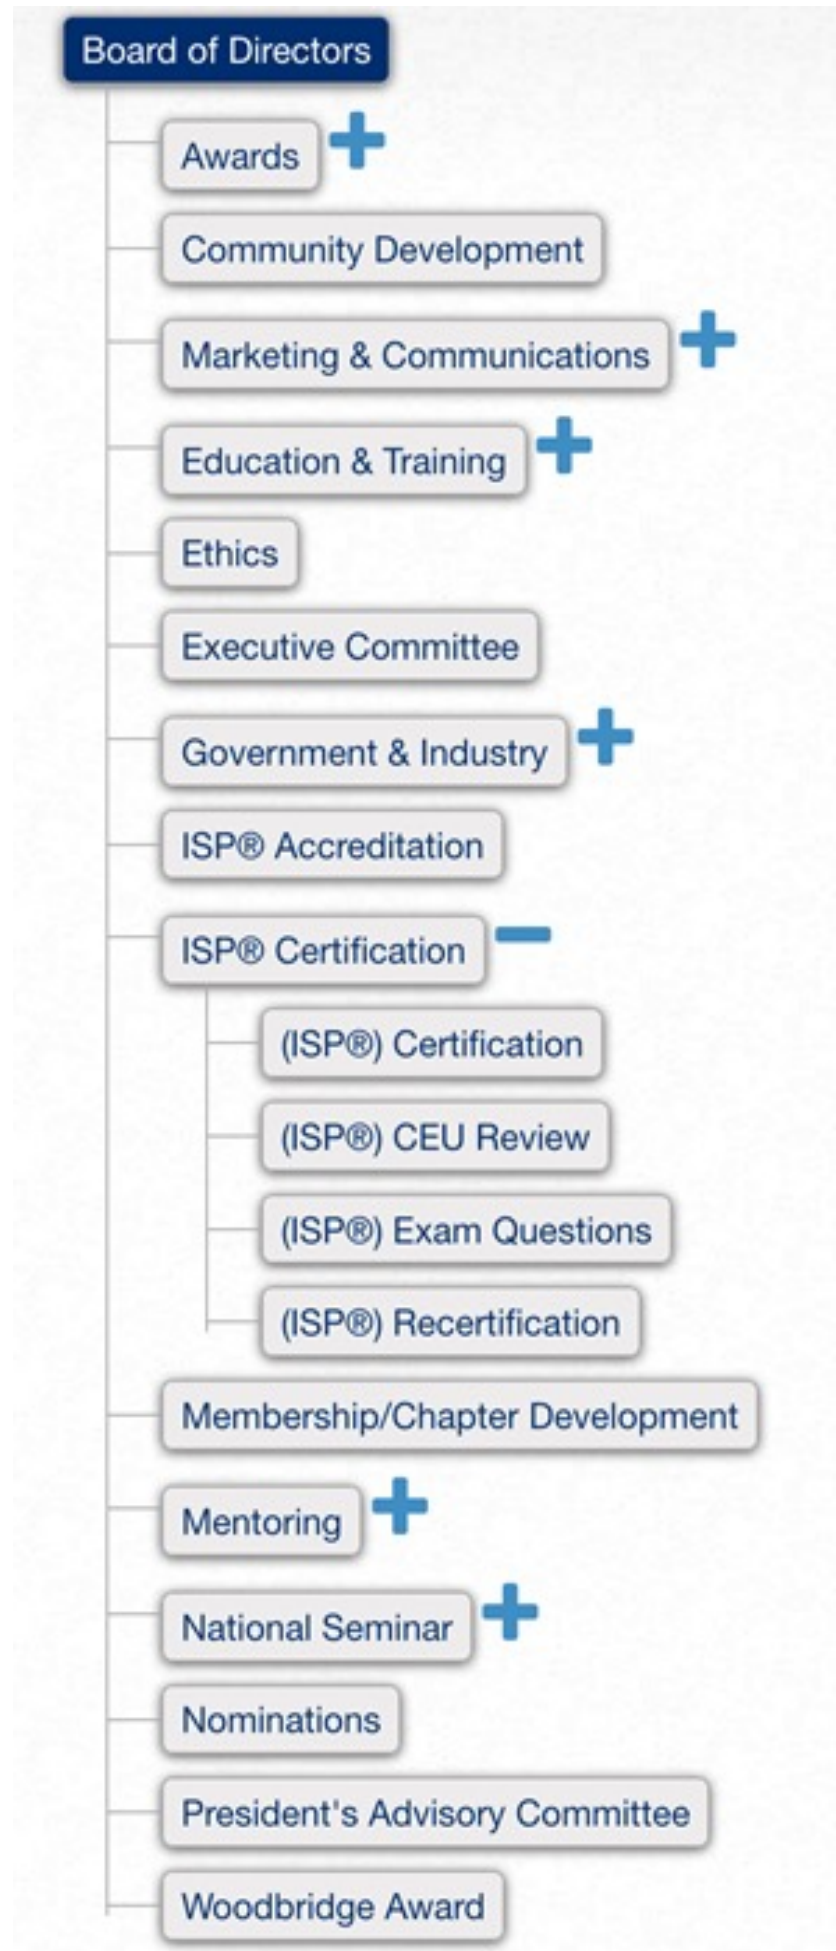 Board of Directors
Awards
Community Development
Marketing & Communications
Education & Training
Ethics
Executive Committee
Government & Industry
ISP® Accreditation
ISP® Certification
(ISP®) Certification
(ISP®) CEU Review
(ISP®) Exam Questions
(ISP®) Recertification
Membership/Chapter Development
Mentoring
National Seminar
Nominations
President's Advisory Committee
Woodbridge Award